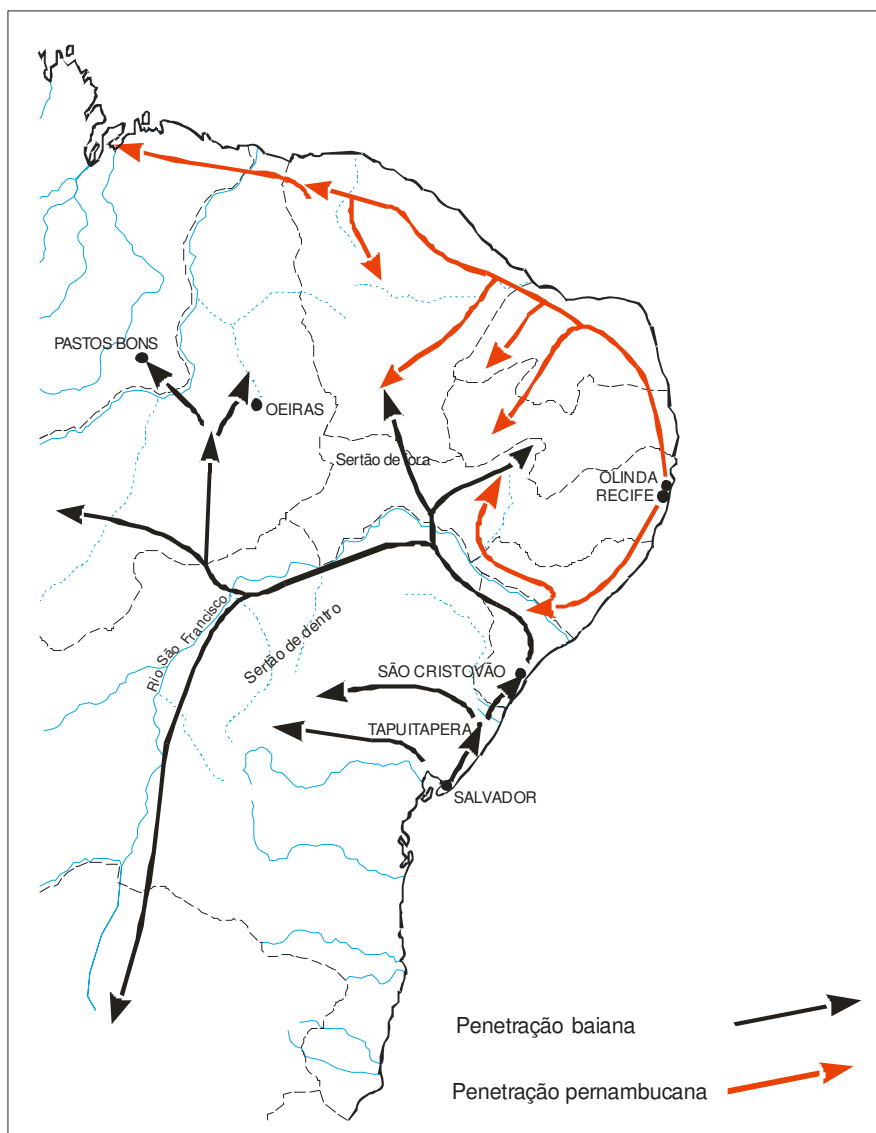 PASTOS BONS
OEIRAS
Sertão de fora
OLINDA
RECIFE
Rio São Francisco
Sertão de dentro
SÃO CRISTOVÃO
TAPUITAPERA
SALVADOR
Penetração baiana
Penetração pernambucana